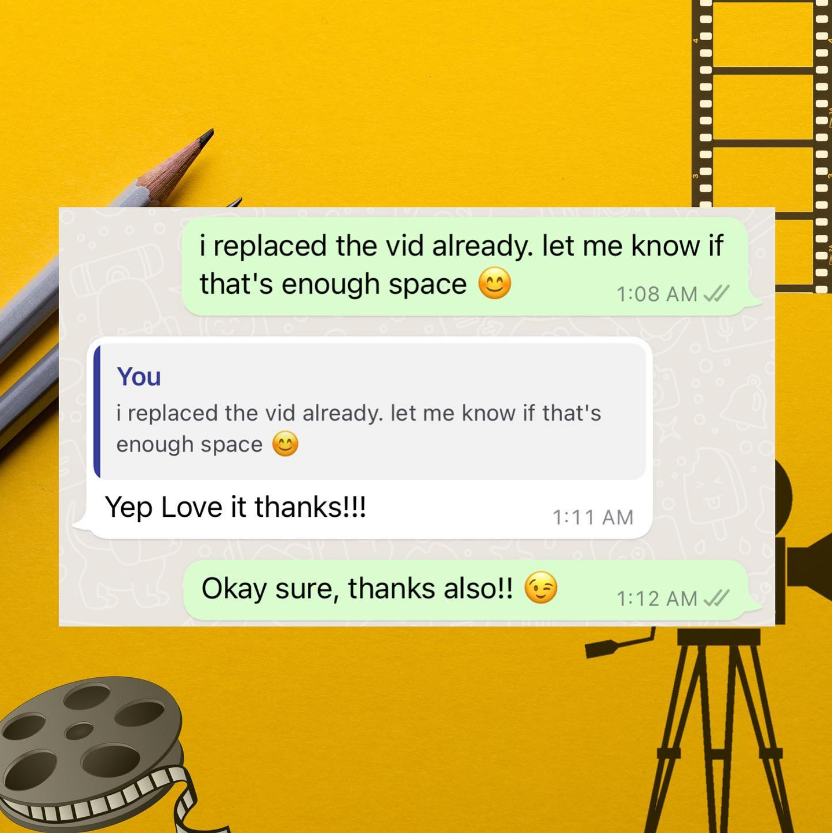 i replaced the vid already. let me know if
that's enough space 😊
1:08 AM
You
i replaced the vid already. let me know if that's
enough space 😊
Yep Love it thanks!!!
1:11 AM
Okay sure, thanks also!! 😉
1:12 AM